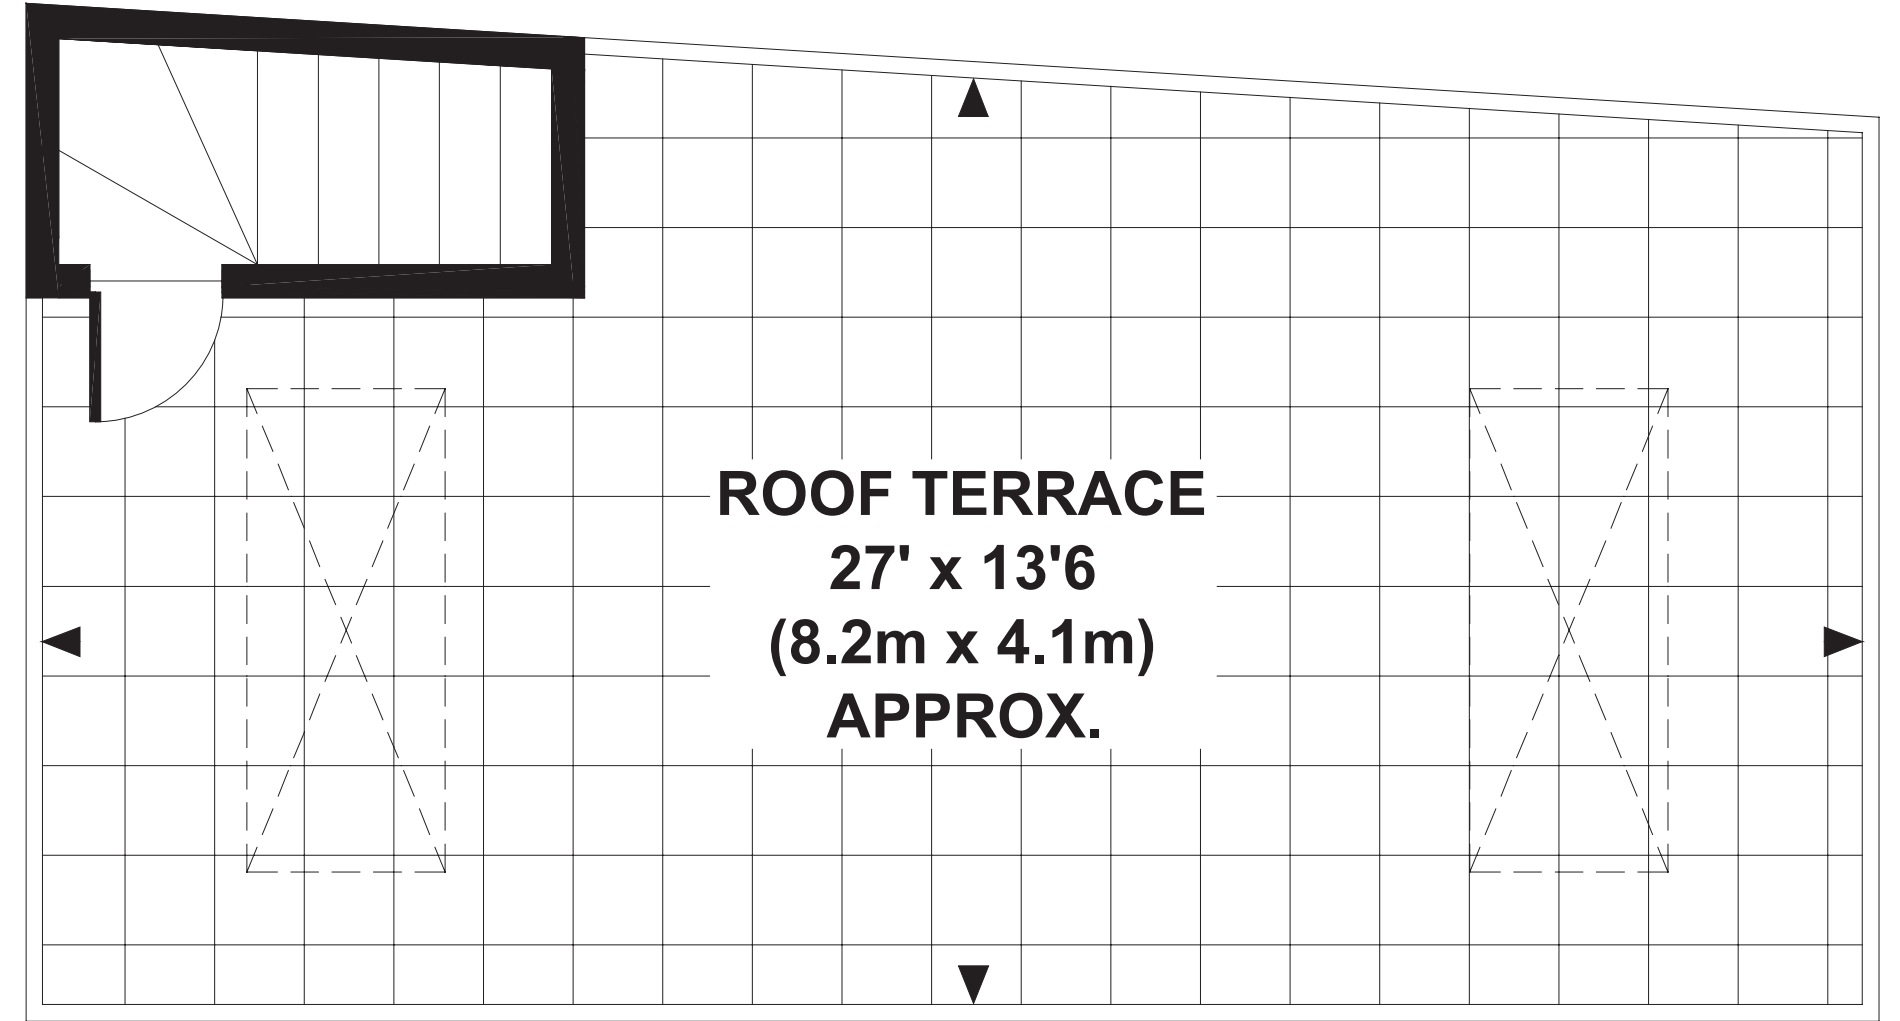 ROOF TERRACE
27' x 13'6
(8.2m x 4.1m)
APPROX.